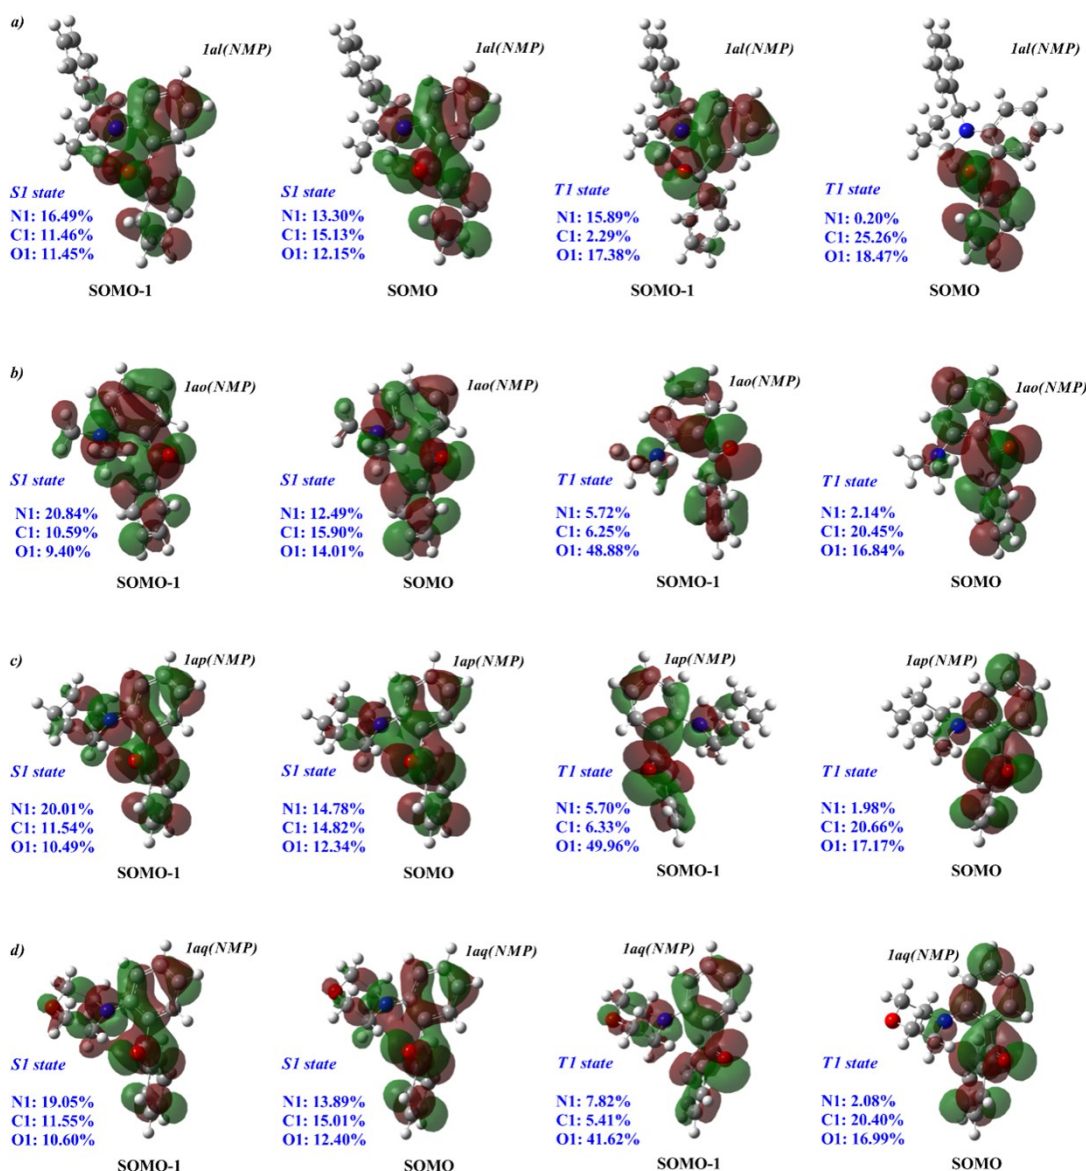 a)
1al(NMP)
S1 state
N1: 16.49%
C1: 11.46%
O1: 11.45%
SOMO-1
1al(NMP)
S1 state
N1: 13.30%
C1: 15.13%
O1: 12.15%
SOMO
1al(NMP)
T1 state
N1: 15.89%
C1: 2.29%
O1: 17.38%
SOMO-1
1al(NMP)
T1 state
N1: 0.20%
C1: 25.26%
O1: 18.47%
SOMO
b)
1ao(NMP)
S1 state
N1: 20.84%
C1: 10.59%
O1: 9.40%
SOMO-1
1ao(NMP)
S1 state
N1: 12.49%
C1: 15.90%
O1: 14.01%
SOMO
1ao(NMP)
T1 state
N1: 5.72%
C1: 6.25%
O1: 48.88%
SOMO-1
1ao(NMP)
T1 state
N1: 2.14%
C1: 20.45%
O1: 16.84%
SOMO
c)
1ap(NMP)
S1 state
N1: 20.01%
C1: 11.54%
O1: 10.49%
SOMO-1
1ap(NMP)
S1 state
N1: 14.78%
C1: 14.82%
O1: 12.34%
SOMO
1ap(NMP)
T1 state
N1: 5.70%
C1: 6.33%
O1: 49.96%
SOMO-1
1ap(NMP)
T1 state
N1: 1.98%
C1: 20.66%
O1: 17.17%
SOMO
d)
1aq(NMP)
S1 state
N1: 19.05%
C1: 11.55%
O1: 10.60%
SOMO-1
1aq(NMP)
S1 state
N1: 13.89%
C1: 15.01%
O1: 12.40%
SOMO
1aq(NMP)
T1 state
N1: 7.82%
C1: 5.41%
O1: 41.62%
SOMO-1
1aq(NMP)
T1 state
N1: 2.08%
C1: 20.40%
O1: 16.99%
SOMO